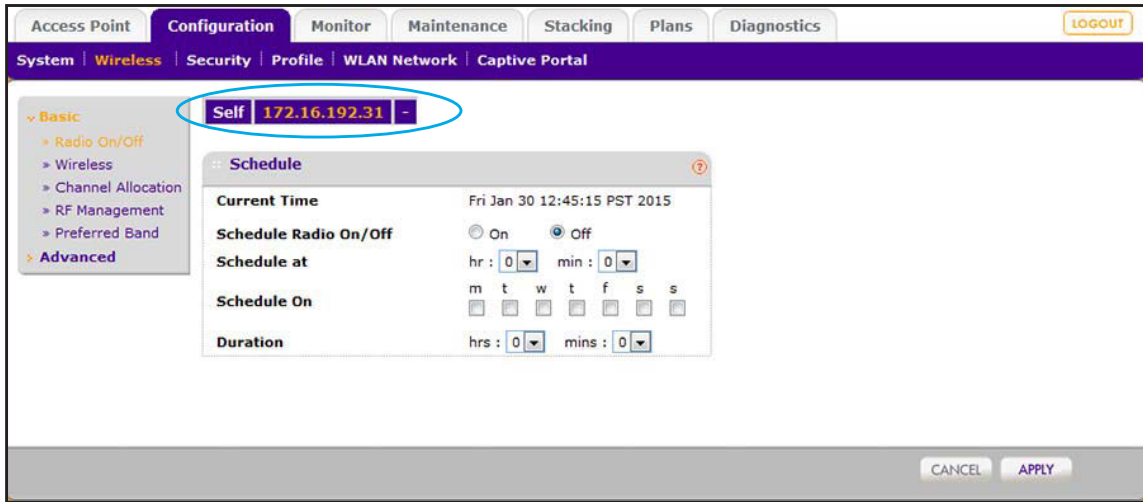 Access Point Configuration Monitor Maintenance Stacking Plans Diagnostics LOGOUT
System Wireless Security Profile WLAN Network Captive Portal
Basic
» Radio On/Off
» Wireless
» Channel Allocation
» RF Management
» Preferred Band
Advanced
Self 172.16.192.31 -
Schedule ?
Current Time Fri Jan 30 12:45:15 PST 2015
Schedule Radio On/Off On Off
Schedule at hr : 0 min : 0
m t w t f s s
Schedule On
Duration hrs : 0 mins : 0
CANCEL APPLY